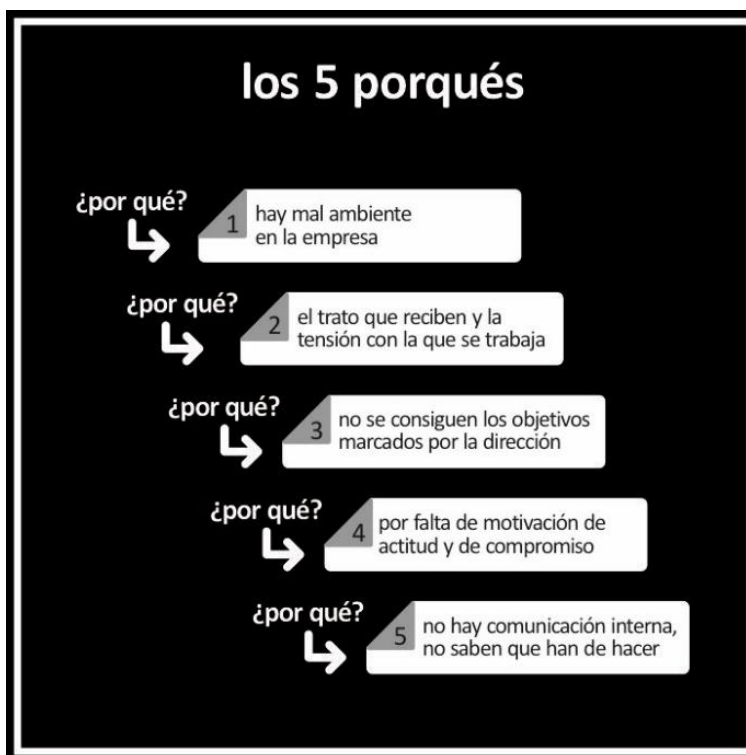 los 5 porqués
¿por qué?
1
hay mal ambiente
en la empresa
¿por qué?
2
el trato que reciben y la
tensión con la que se trabaja
¿por qué?
3
no se consiguen los objetivos
marcados por la dirección
¿por qué?
4
por falta de motivación de
actitud y de compromiso
¿por qué?
5
no hay comunicación interna,
no saben que han de hacer